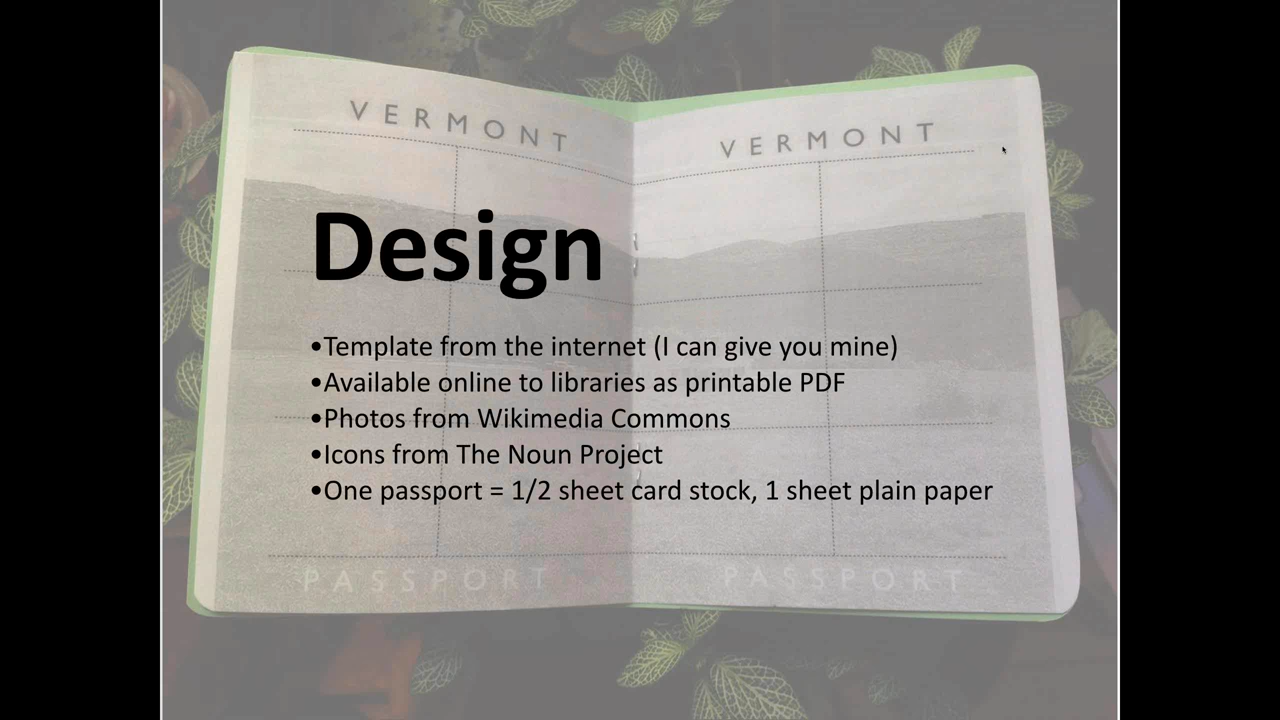 VERMONT VERMONT
Design
•Template from the internet (I can give you mine)
•Available online to libraries as printable PDF
•Photos from Wikimedia Commons
•Icons from The Noun Project
•One passport = 1/2 sheet card stock, 1 sheet plain paper
PASSPORT PASSPORT